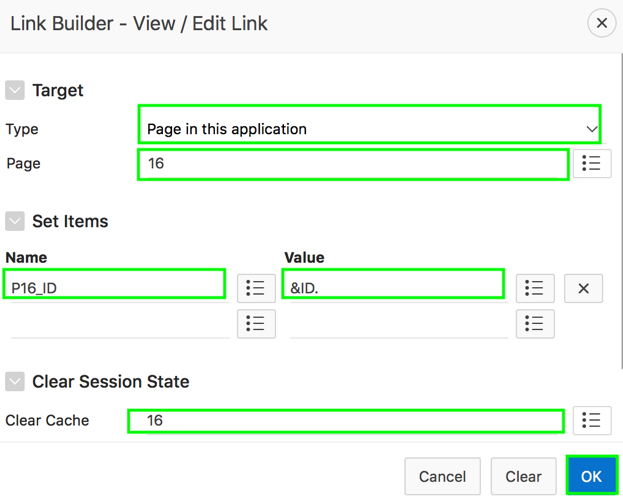 Link Builder - View / Edit Link
Target
Type Page in this application
Page 16
Set Items
Name Value
P16_ID &ID.
Clear Session State
Clear Cache 16
Cancel Clear OK